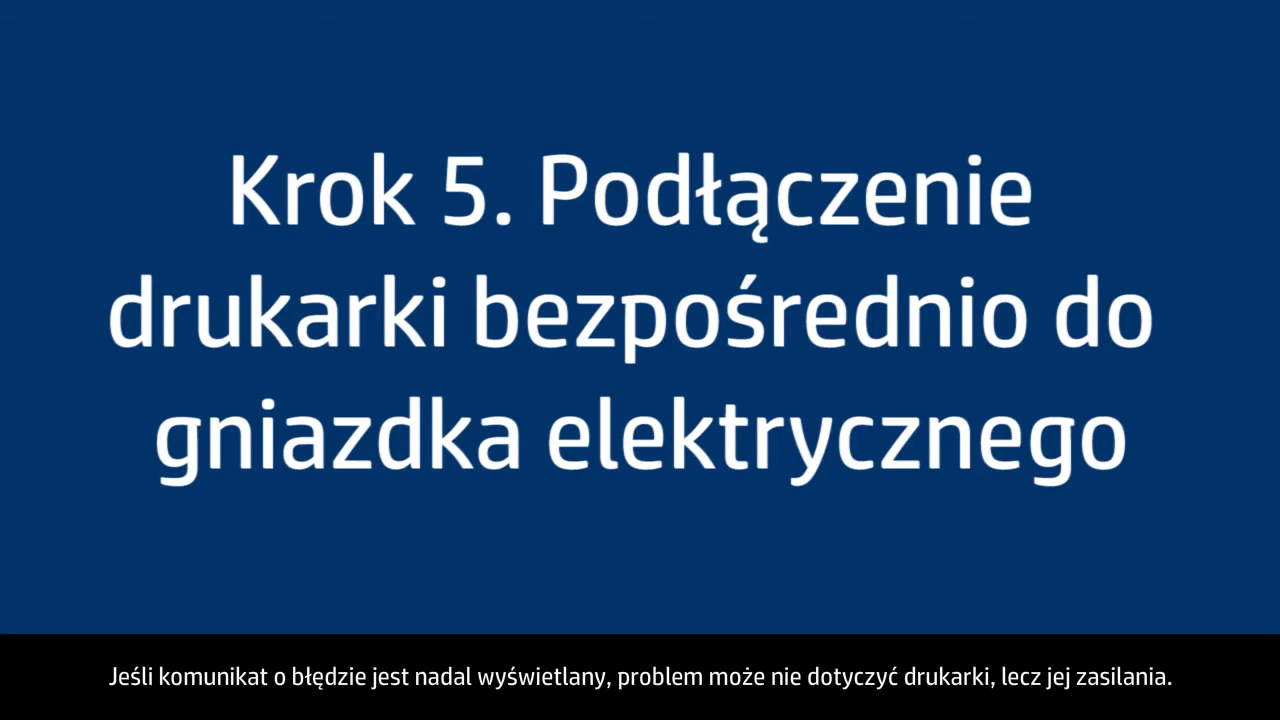 Krok 5. Podłączenie
drukarki bezpośrednio do
gniazdka elektrycznego
Jeśli komunikat o błędzie jest nadal wyświetlany, problem może nie dotyczyć drukarki, lecz jej zasilania.